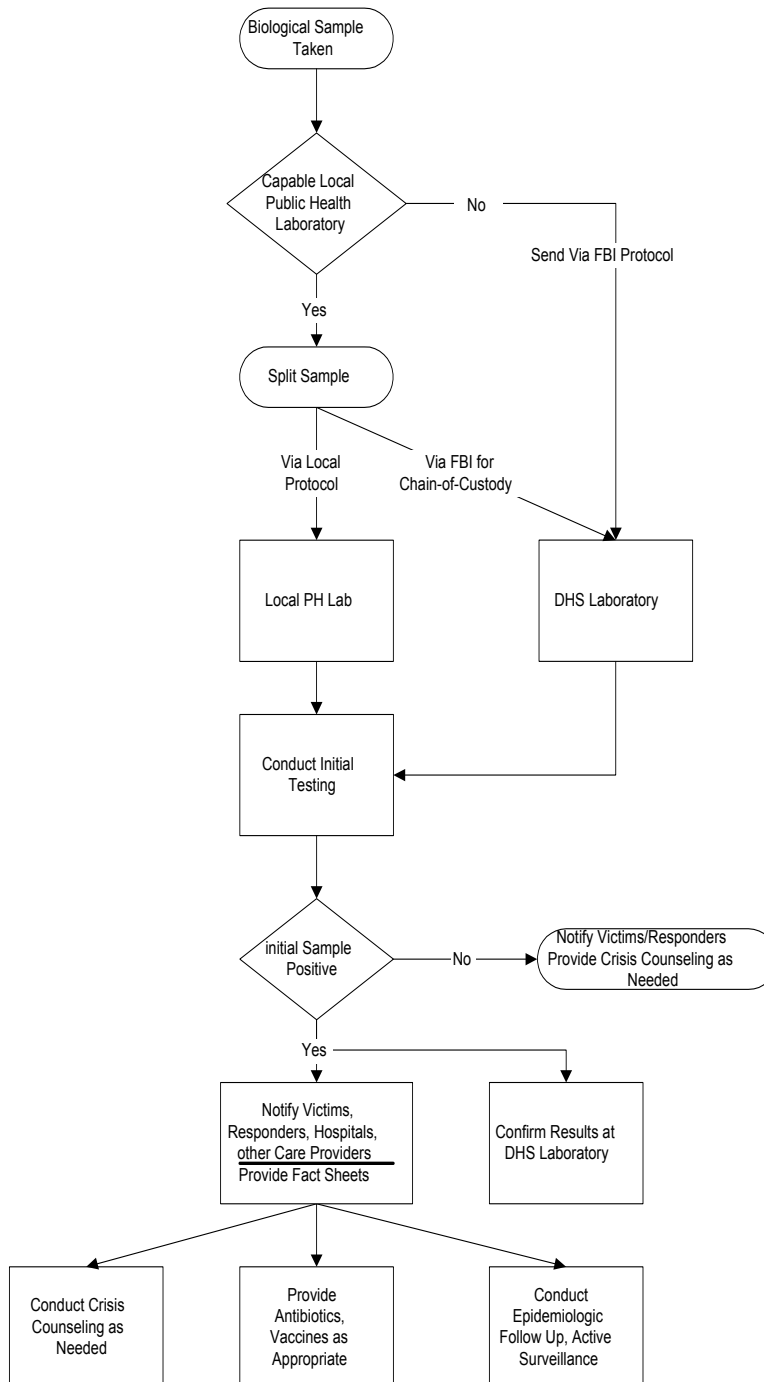 Biological Sample
Taken
Capable Local
Public Health
Laboratory
No
Send Via FBI Protocol
Yes
Split Sample
Via Local
Protocol
Via FBI for
Chain-of-Custody
Local PH Lab
DHS Laboratory
Conduct Initial
Testing
initial Sample
Positive
No
Notify Victims/Responders
Provide Crisis Counseling as
Needed
Yes
Notify Victims,
Responders, Hospitals,
other Care Providers
Provide Fact Sheets
Confirm Results at
DHS Laboratory
Conduct Crisis
Counseling as
Needed
Provide
Antibiotics,
Vaccines as
Appropriate
Conduct
Epidemiologic
Follow Up, Active
Surveillance